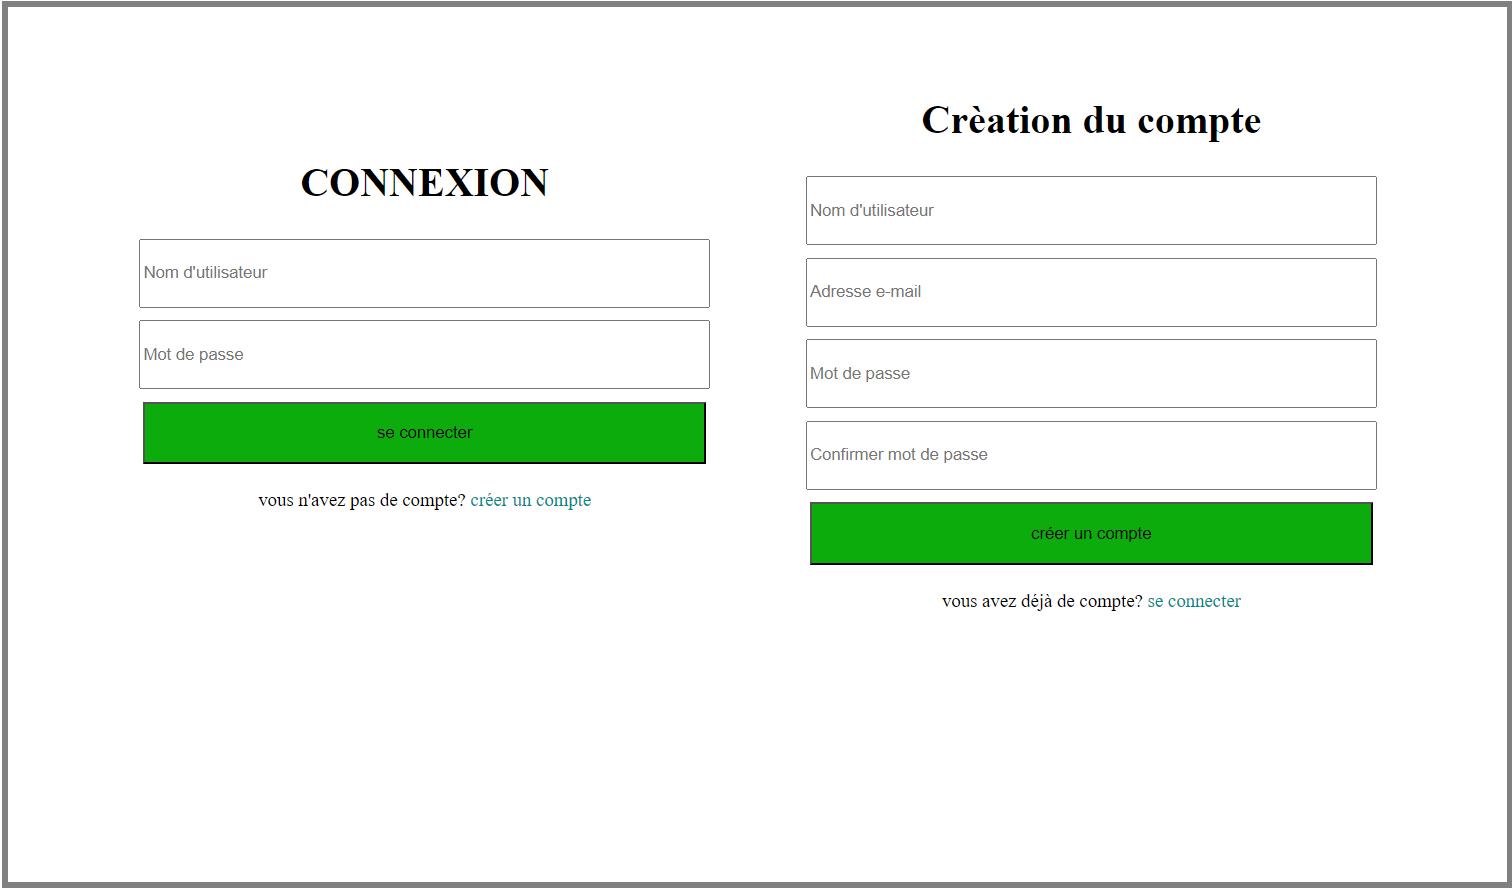 CONNEXION
Nom d'utilisateur
Mot de passe
se connecter
vous n'avez pas de compte? créer un compte
Crèation du compte
Nom d'utilisateur
Adresse e-mail
Mot de passe
Confirmer mot de passe
créer un compte
vous avez déjà de compte? se connecter